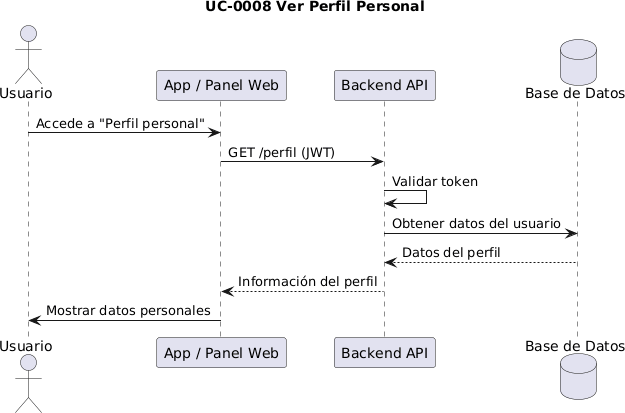 UC-0008 Ver Perfil Personal
Usuario
App / Panel Web
Backend API
Base de Datos
Accede a "Perfil personal"
GET /perfil (JWT)
Validar token
Obtener datos del usuario
Datos del perfil
Información del perfil
Mostrar datos personales
Usuario
App / Panel Web
Backend API
Base de Datos